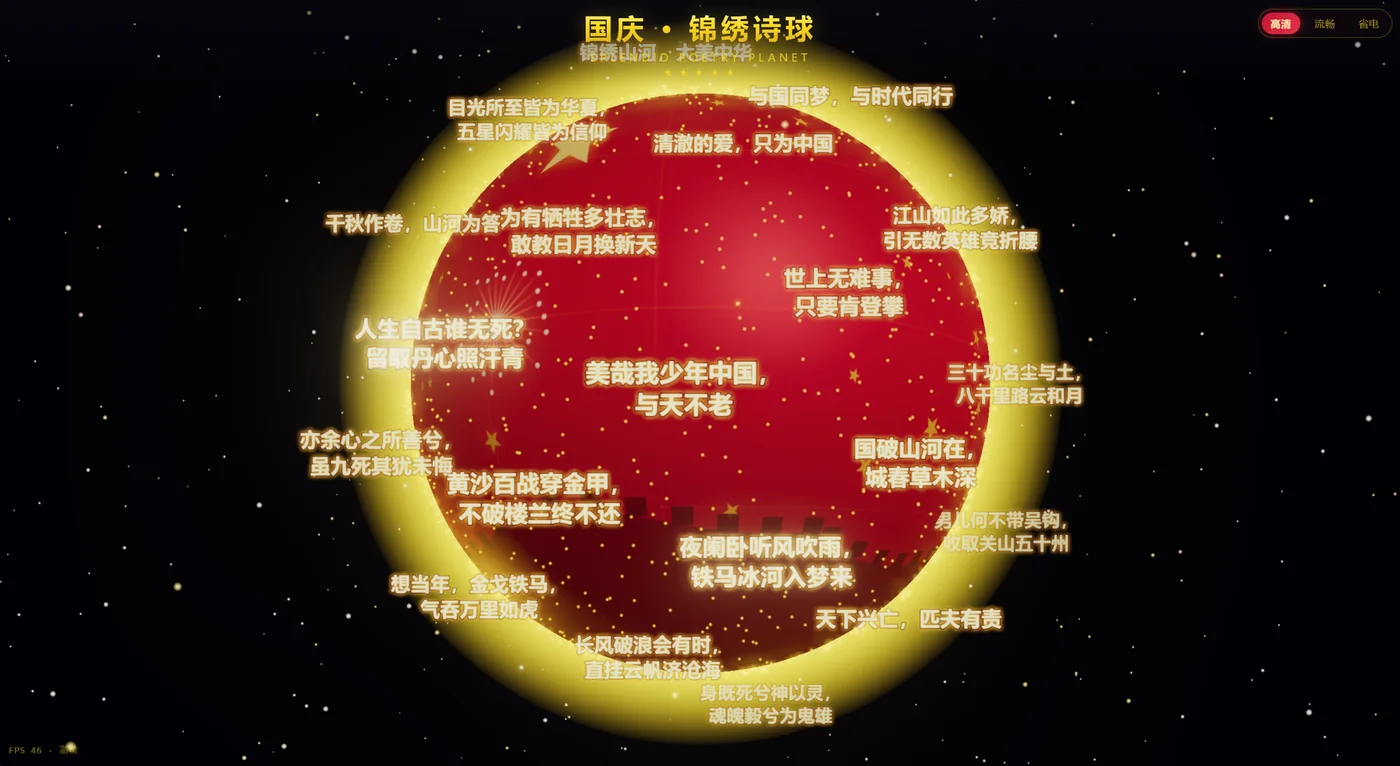 国庆 · 锦绣诗球
高清 流畅 省电
锦绣山河，大美中华
SPLENDID POETRY PLANET
目光所至皆为华夏，
五星闪耀皆为信仰
与国同梦，与时代同行
清澈的爱，只为中国
千秋作卷，山河为答
为有牺牲多壮志，
敢教日月换新天
江山如此多娇，
引无数英雄竞折腰
世上无难事，
只要肯登攀
人生自古谁无死?
留取丹心照汗青
美哉我少年中国，
与天不老
三十功名尘与土，
八千里路云和月
亦余心之所善兮，
虽九死其犹未悔
国破山河在，
城春草木深
黄沙百战穿金甲，
不破楼兰终不还
男儿何不带吴钩，
收取关山五十州
夜阑卧听风吹雨，
铁马冰河入梦来
想当年，金戈铁马，
气吞万里如虎
天下兴亡，匹夫有责
长风破浪会有时，
直挂云帆济沧海
身既死兮神以灵，
魂魄毅兮为鬼雄
FPS 46 · 高清